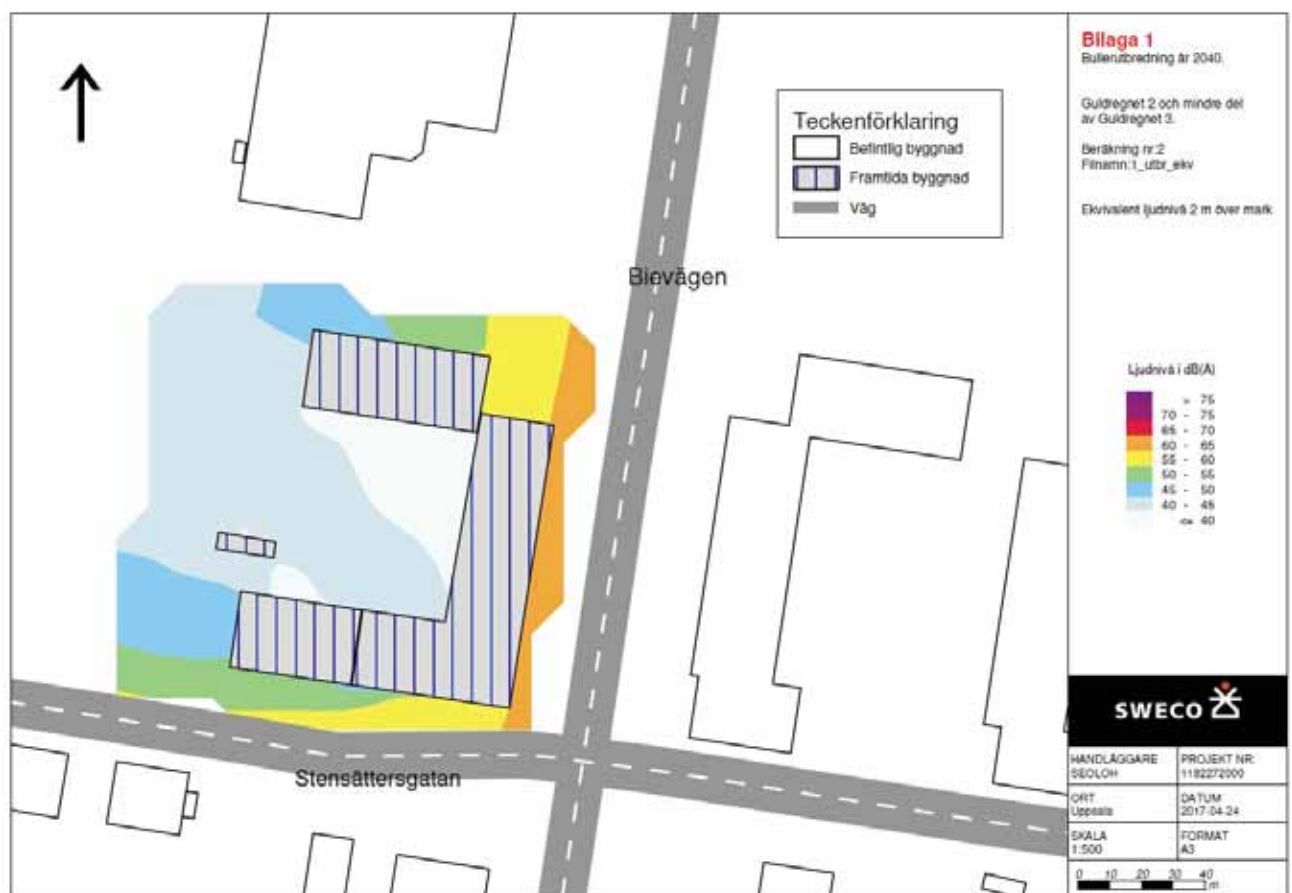 Bilaga 1
Bullerutbredning år 2040.
Guldregnet 2 och mindre del
av Guldregnet 3.
Beräkning nr:2
Filnamn:1_utbr_ekv
Ekvivalent ljudnivå 2 m över mark
Teckenförklaring
Befintlig byggnad
Framtida byggnad
Väg
Bievägen
Stensättersgatan
Ljudnivå i dB(A)
> 75
70 - 75
65 - 70
60 - 65
55 - 60
50 - 55
45 - 50
40 - 45
<= 40
SWECO
HANDLÄGGARE
SEOLOH
PROJEKT NR:
1182272000
ORT
Uppsala
DATUM
2017-04-24
SKALA
1:500
FORMAT
A3
0 10 20 30 40
m